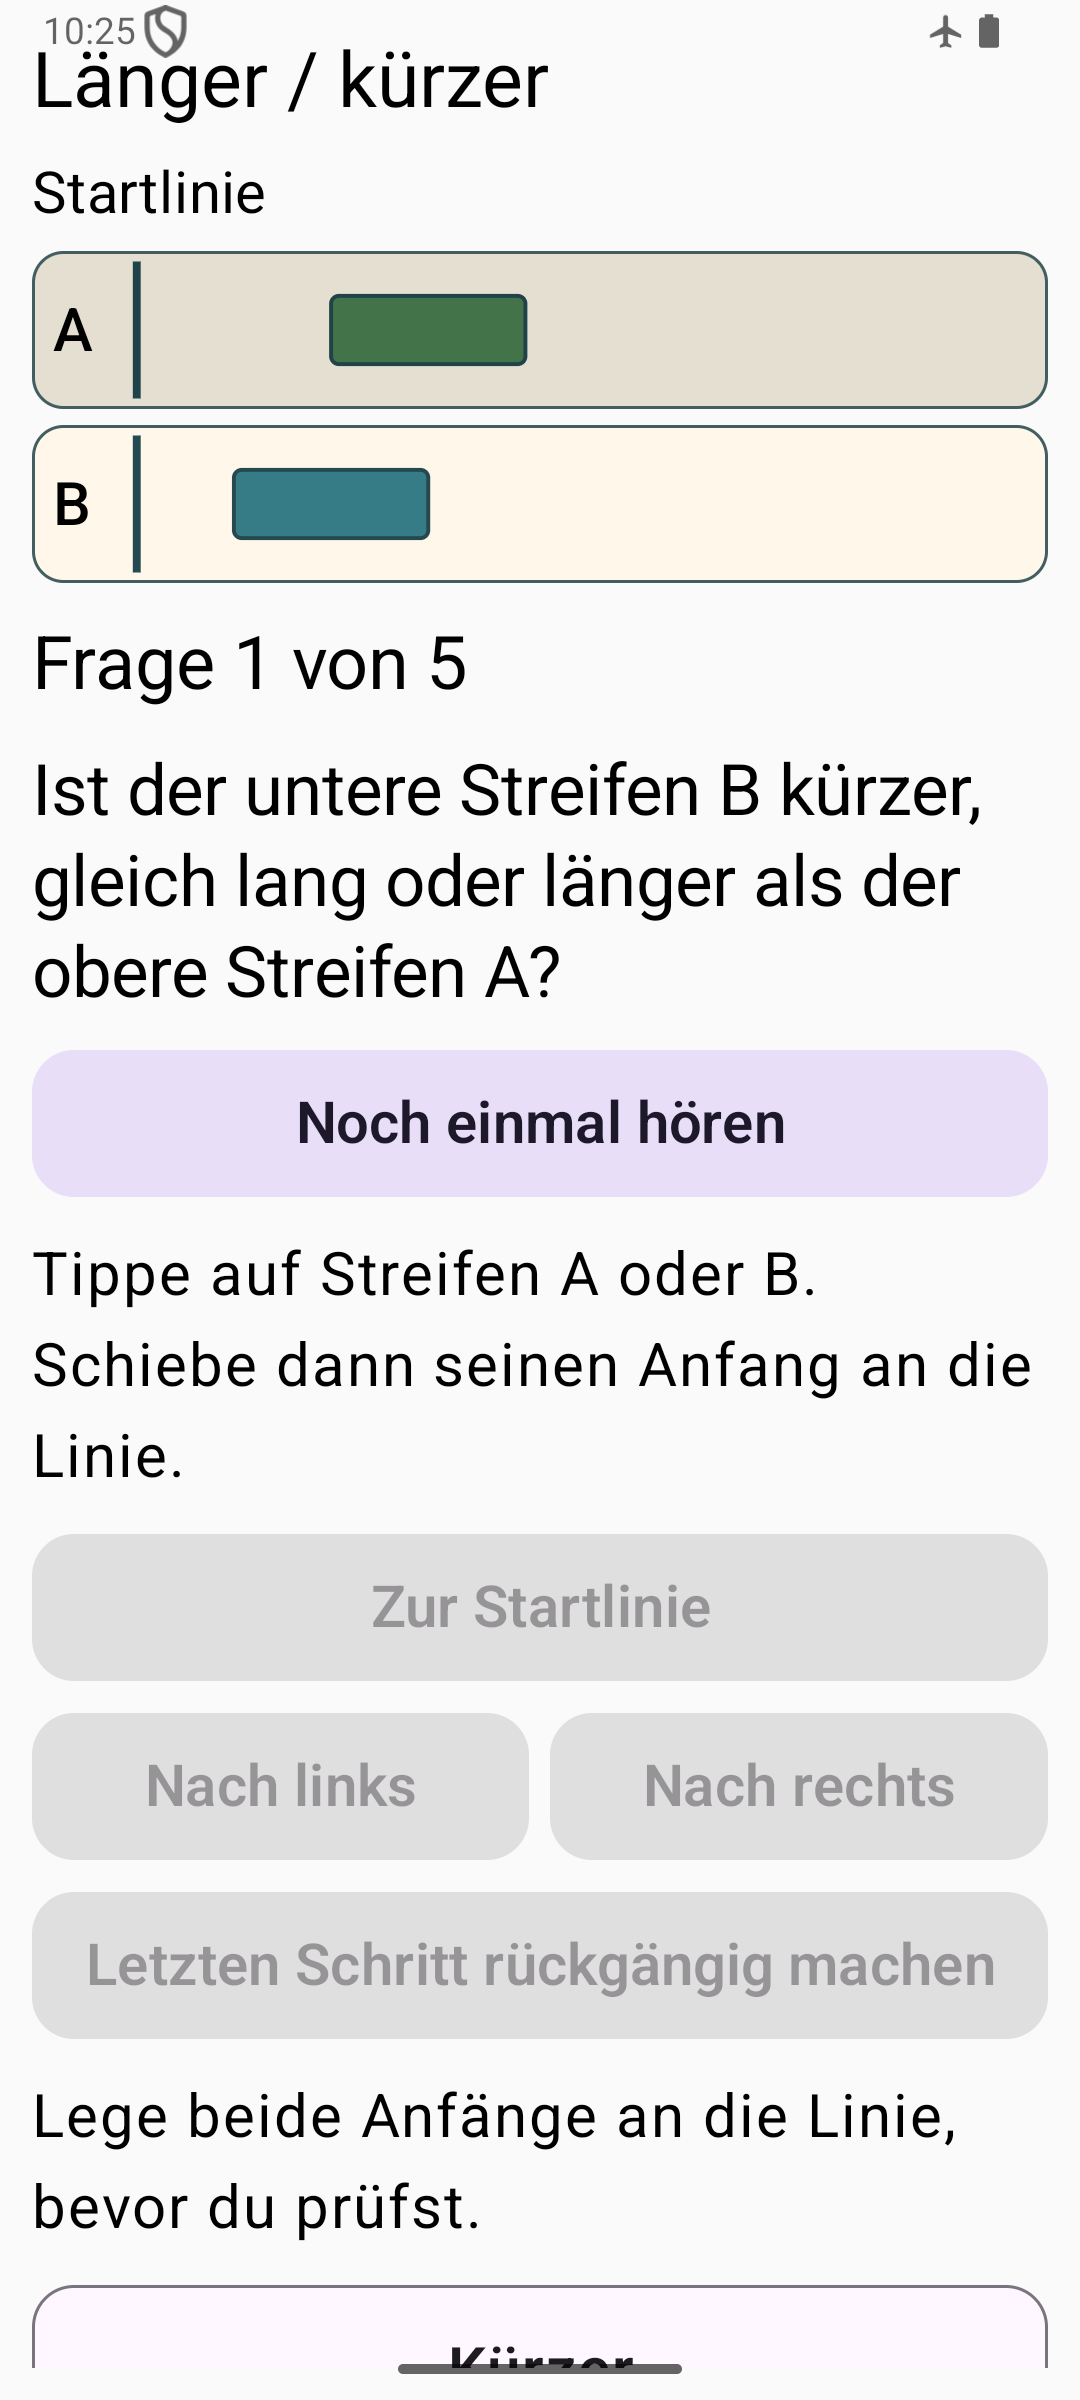 10:25
Länger / kürzer
Startlinie
A
B
Frage 1 von 5
Ist der untere Streifen B kürzer,
gleich lang oder länger als der
obere Streifen A?
Noch einmal hören
Tippe auf Streifen A oder B.
Schiebe dann seinen Anfang an die
Linie.
Zur Startlinie
Nach links
Nach rechts
Letzten Schritt rückgängig machen
Lege beide Anfänge an die Linie,
bevor du prüfst.
Kürzer